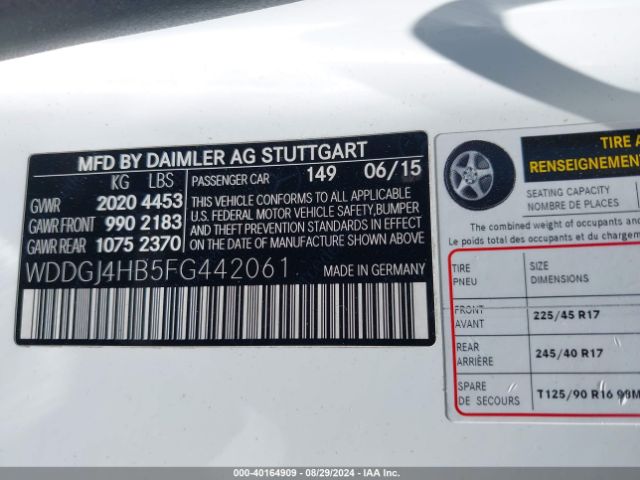 MFD BY DAIMLER AG STUTTGART
KG LBS PASSENGER CAR 149 06/15
GVWR 2020 4453
GAWR FRONT 990 2183
GAWR REAR 1075 2370
THIS VEHICLE CONFORMS TO ALL APPLICABLE
U.S. FEDERAL MOTOR VEHICLE SAFETY,BUMPER
AND THEFT PREVENTION STANDARDS IN EFFECT
ON THE DATE OF MANUFACTURE SHOWN ABOVE.
WDDGJ4HB5FG442061 MADE IN GERMANY
TIRE A
RENSEIGNEMEN
SEATING CAPACITY
NOMBRE DE PLACES
The combined weight of occupants and
Le poids total des occupants et du chargem
TIRE
PNEU
SIZE
DIMENSIONS
FRONT
AVANT
225/45 R17
REAR
ARRIÈRE
245/40 R17
SPARE
DE SECOURS
T125/90 R16 98M
000-40164909 - 08/29/2024 - IAA Inc.